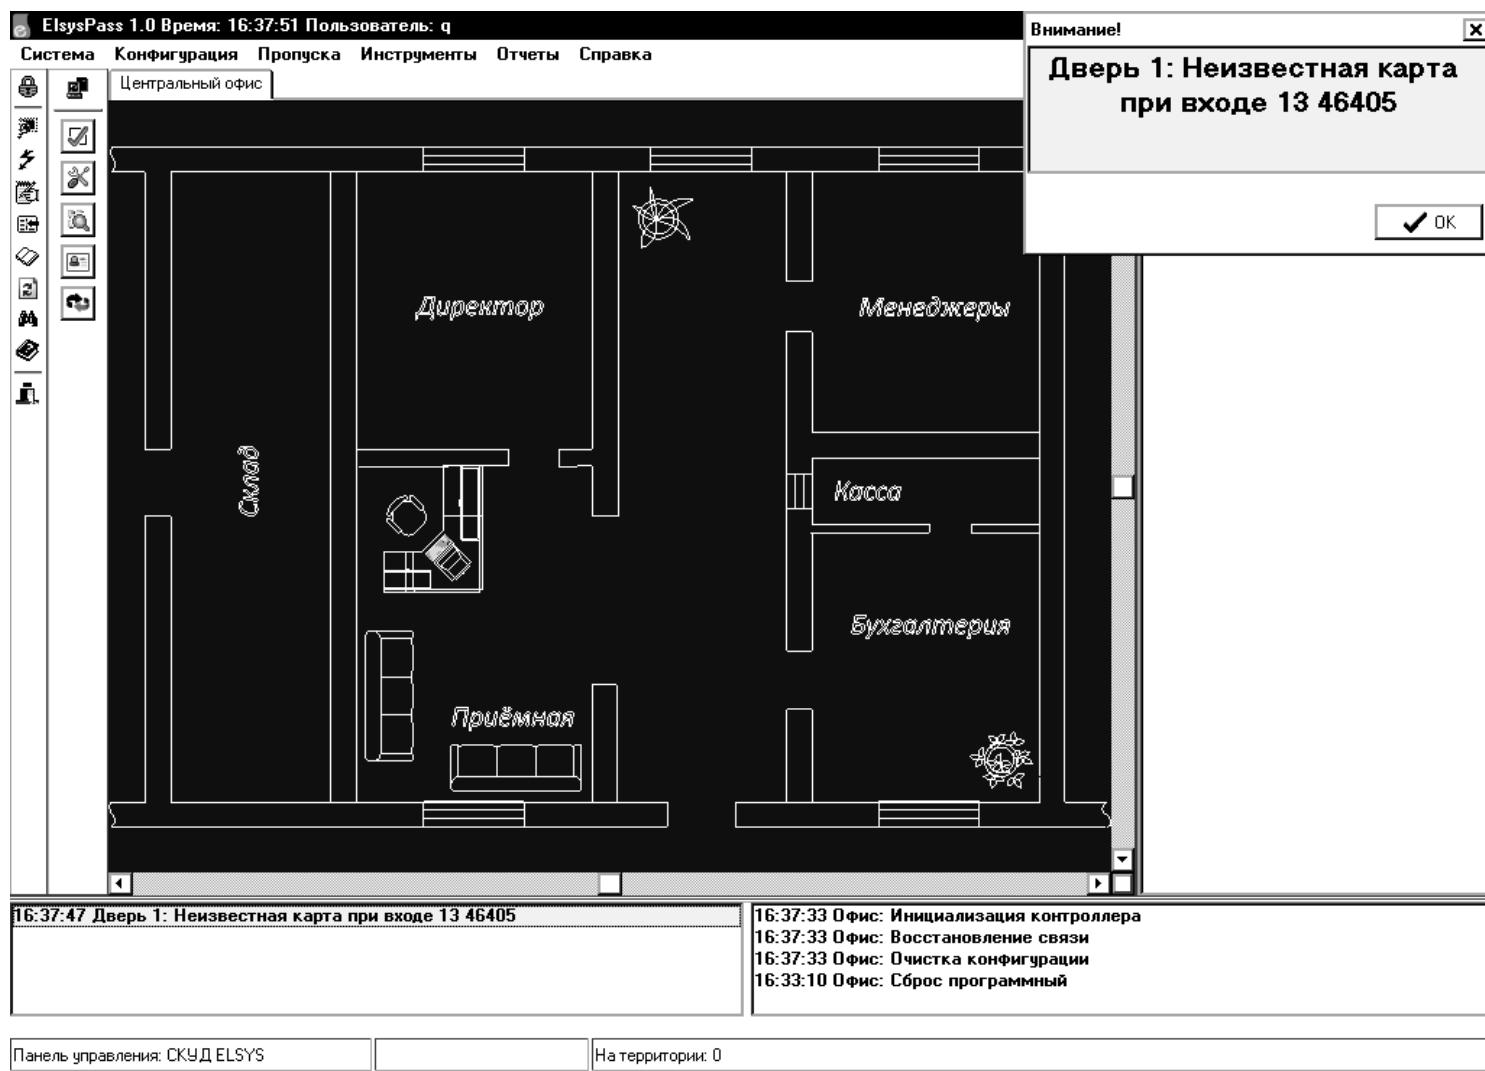 ElsysPass 1.0 Время: 16:37:51 Пользователь: q
Система Конфигурация Пропуска Инструменты Отчеты Справка
Центральный офис
Внимание!
Дверь 1: Неизвестная карта
при входе 13 46405
OK
Директор
Менеджеры
Склад
Касса
Бухгалтерия
Приёмная
16:37:47 Дверь 1: Неизвестная карта при входе 13 46405
16:37:33 Офис: Инициализация контроллера
16:37:33 Офис: Восстановление связи
16:37:33 Офис: Очистка конфигурации
16:33:10 Офис: Сброс программный
Панель управления: СКУД ELSYS
На территории: 0